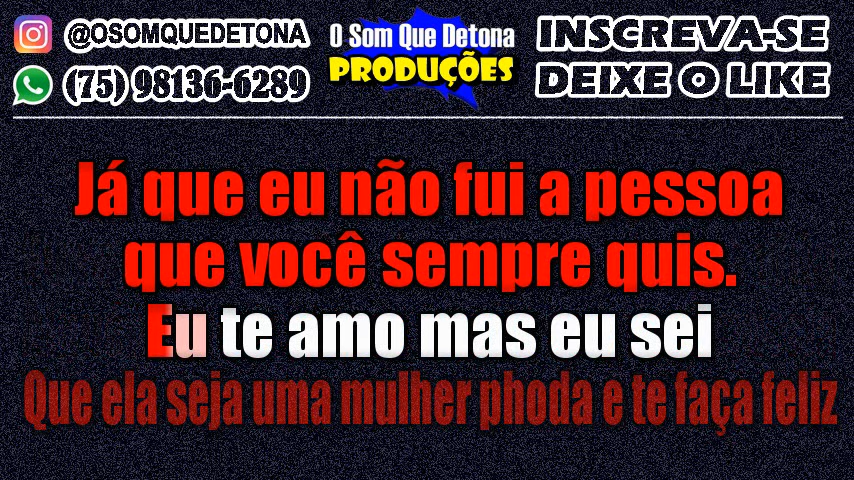 @OSOMQUEDETONA
(75) 98136-6289
O Som Que Detona
PRODUÇÕES
INSCREVA-SE
DEIXE O LIKE
Já que eu não fui a pessoa
que você sempre quis.
Eu te amo mas eu sei
Que ela seja uma mulher phoda e te faça feliz